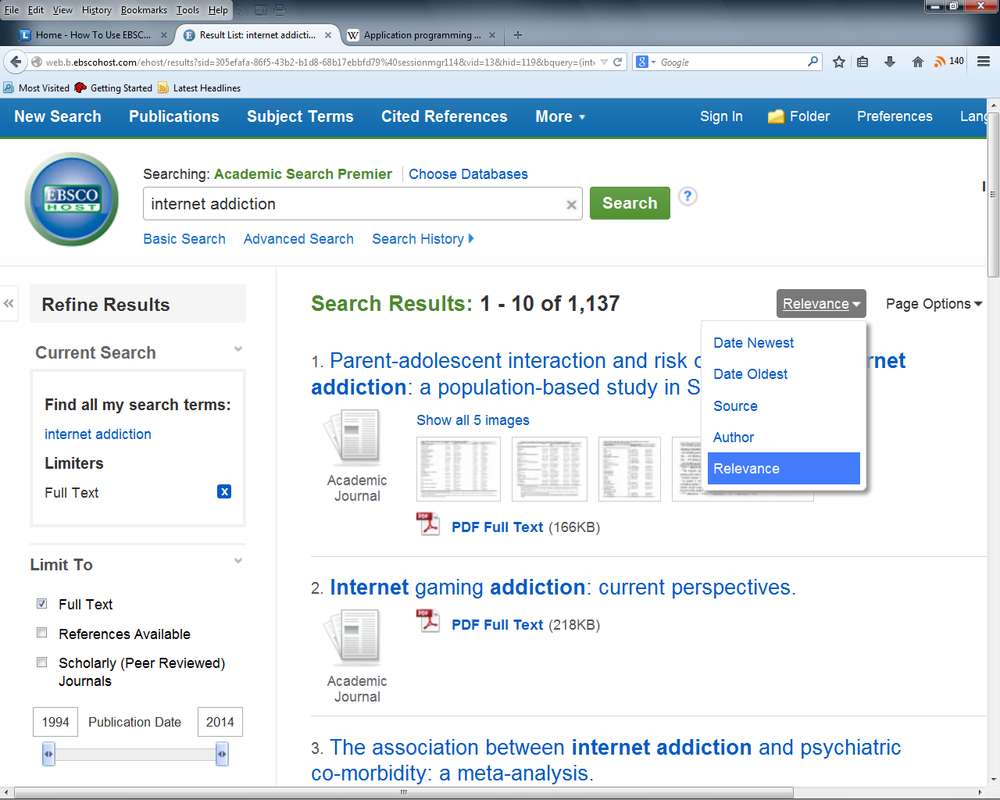 File Edit View History Bookmarks Tools Help
Home - How To Use EBSC... × Result List: internet addicti... × W Application programming ... × +
web.b.ebscohost.com/ehost/results?sid=305efafa-86f5-43b2-b1d8-68b17ebbfd79%40sessionmgr114&vid=13&hid=119&bquery=(inte Google 140
Most Visited Getting Started Latest Headlines
New Search Publications Subject Terms Cited References More Sign In Folder Preferences Lang
EBSCO HOST
Searching: Academic Search Premier Choose Databases
internet addiction × Search ?
Basic Search Advanced Search Search History
Refine Results
Current Search
Find all my search terms:
internet addiction
Limiters
Full Text x
Limit To
Full Text
References Available
Scholarly (Peer Reviewed)
Journals
1994 Publication Date 2014
Search Results: 1 - 10 of 1,137 Relevance Page Options
Date Newest
Date Oldest
Source
Author
Relevance
1. Parent-adolescent interaction and risk o rnet
addiction: a population-based study in S
Show all 5 images
Academic
Journal
PDF Full Text (166KB)
2. Internet gaming addiction: current perspectives.
PDF Full Text (218KB)
Academic
Journal
3. The association between internet addiction and psychiatric
co-morbidity: a meta-analysis.